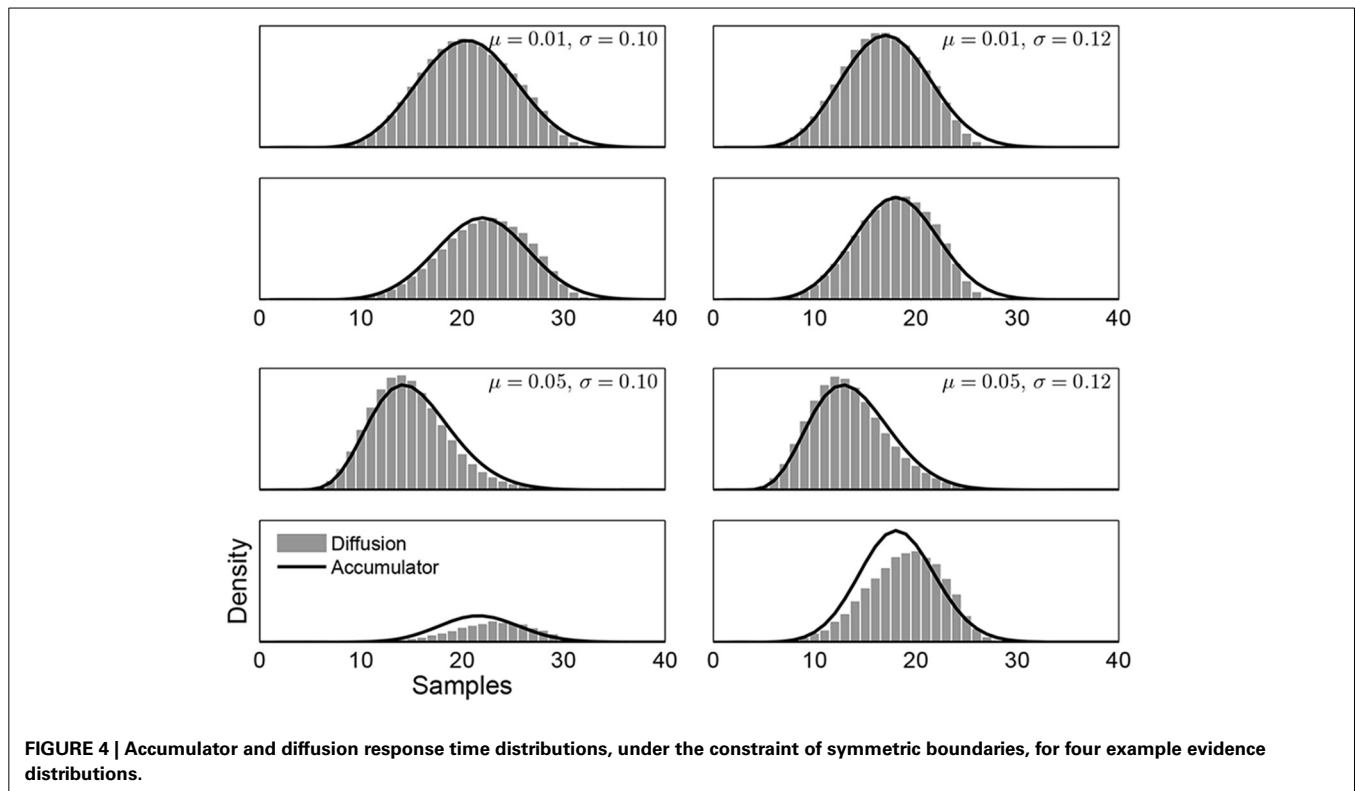 μ = 0.01, σ = 0.10
μ = 0.01, σ = 0.12
0 10 20 30 40
0 10 20 30 40
μ = 0.05, σ = 0.10
μ = 0.05, σ = 0.12
Density
Diffusion
Accumulator
0 10 20 30 40
0 10 20 30 40
Samples
FIGURE 4 | Accumulator and diffusion response time distributions, under the constraint of symmetric boundaries, for four example evidence
distributions.